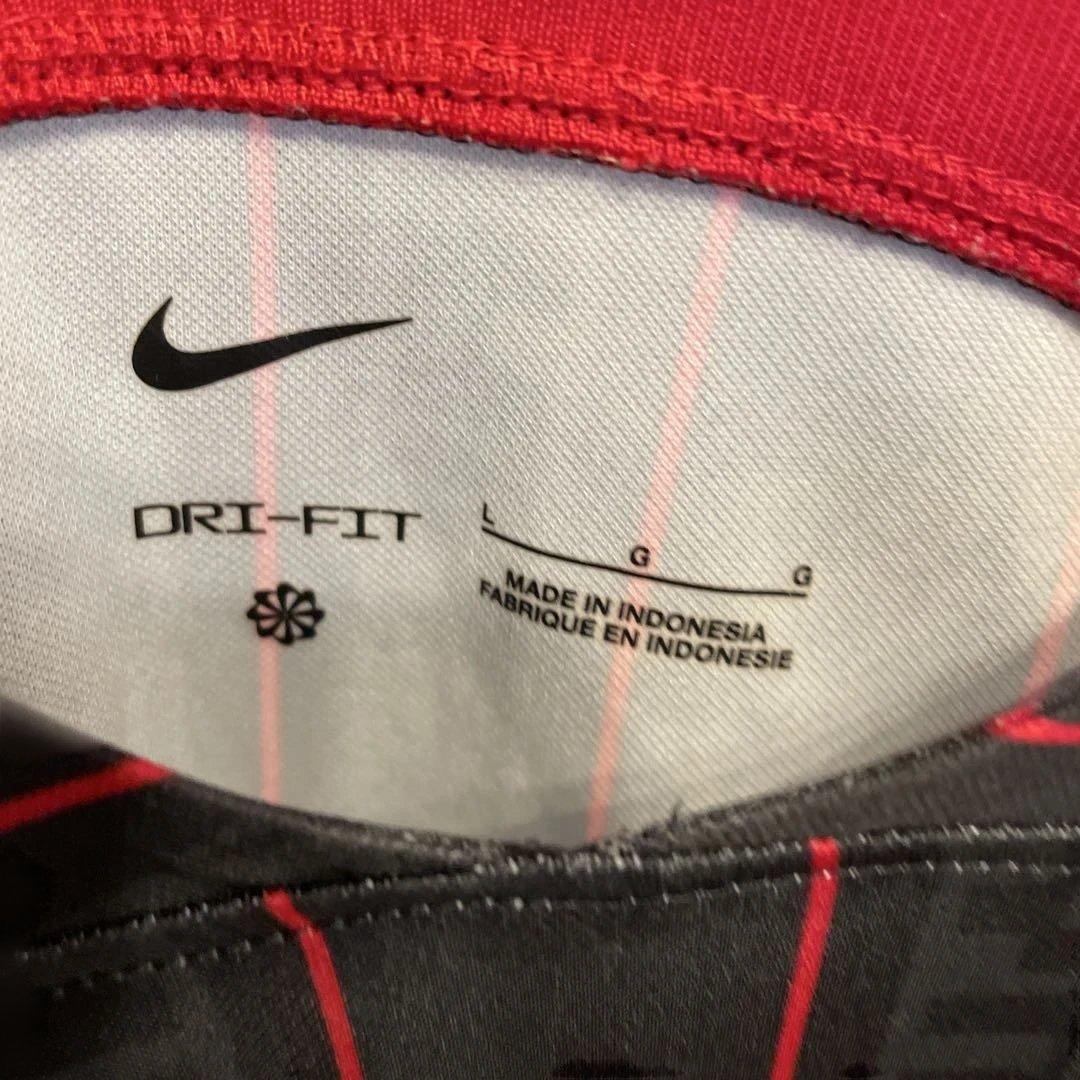 DRI-FIT
L G G
MADE IN INDONESIA
FABRIQUE EN INDONESIE